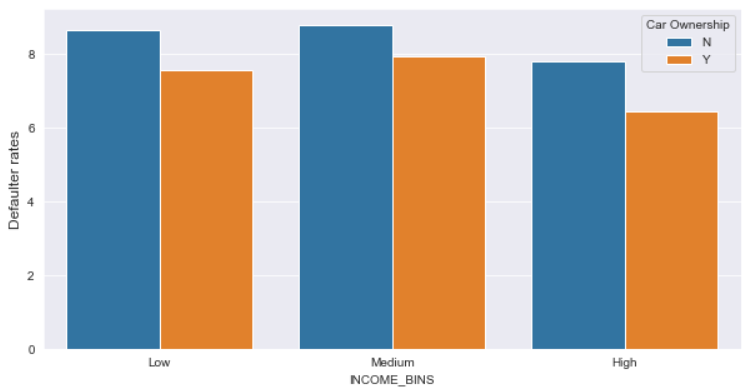 Car Ownership
N
Y
Defaulter rates
8
6
4
2
0
Low Medium High
INCOME_BINS